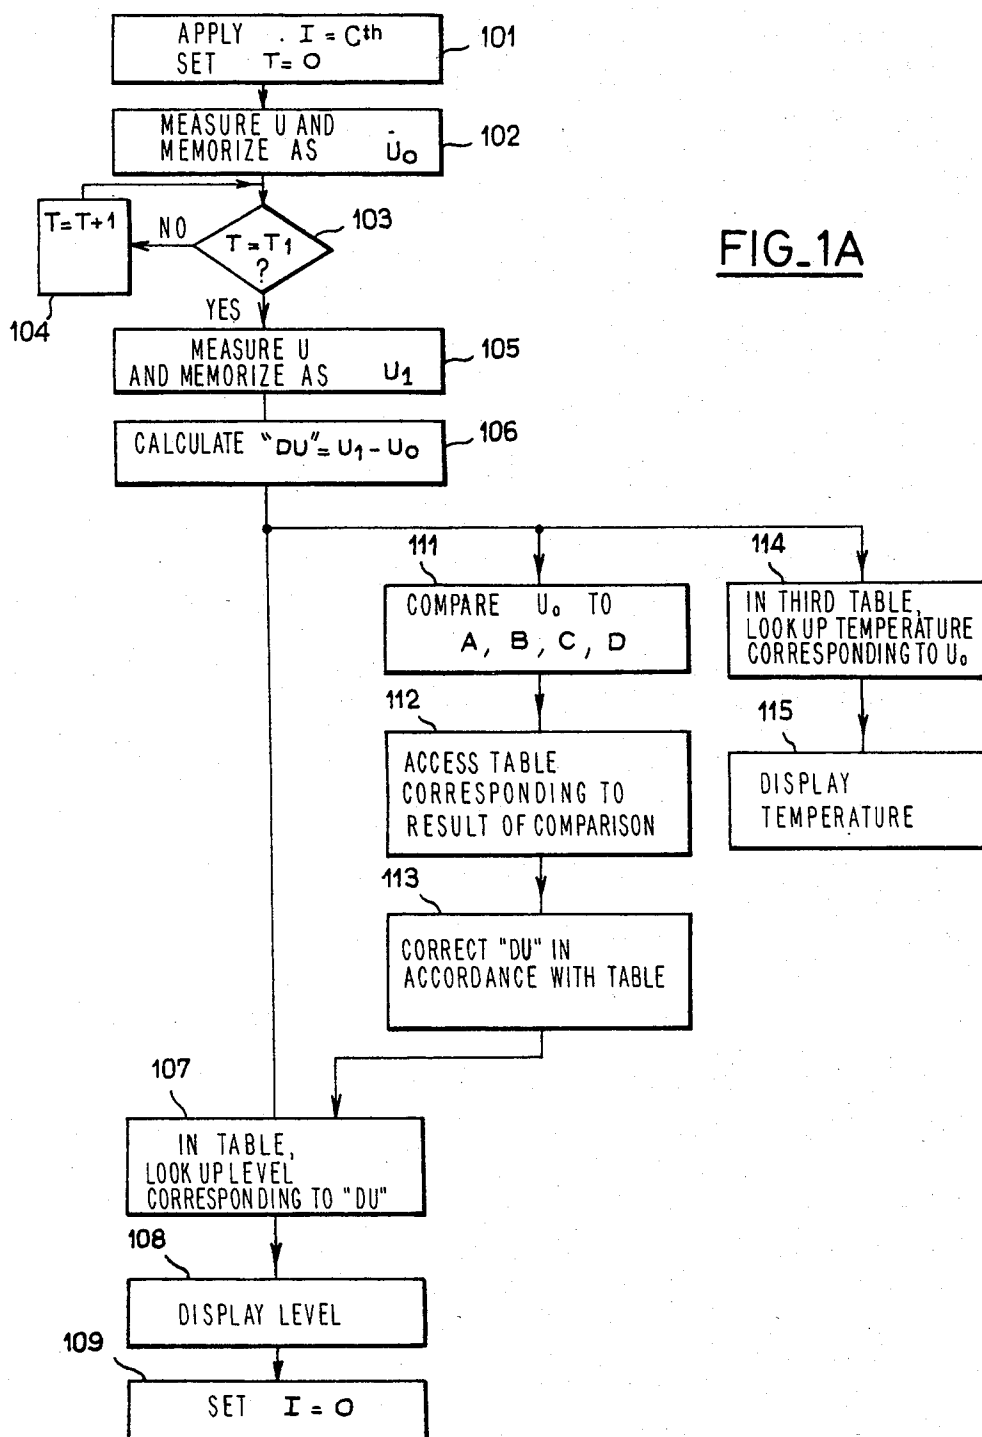 APPLY . I = Cth
SET T = 0
101
MEASURE U AND
MEMORIZE AS U0
102
T = T+1
NO
T = T1
?
103
104
YES
FIG_1A
MEASURE U
AND MEMORIZE AS U1
105
CALCULATE "DU" = U1 - U0
106
111
COMPARE U0 TO
A, B, C, D
114
IN THIRD TABLE,
LOOK UP TEMPERATURE
CORRESPONDING TO U0
112
ACCESS TABLE
CORRESPONDING TO
RESULT OF COMPARISON
115
DISPLAY
TEMPERATURE
113
CORRECT "DU" IN
ACCORDANCE WITH TABLE
107
IN TABLE,
LOOK UP LEVEL
CORRESPONDING TO "DU"
108
DISPLAY LEVEL
109
SET I = 0